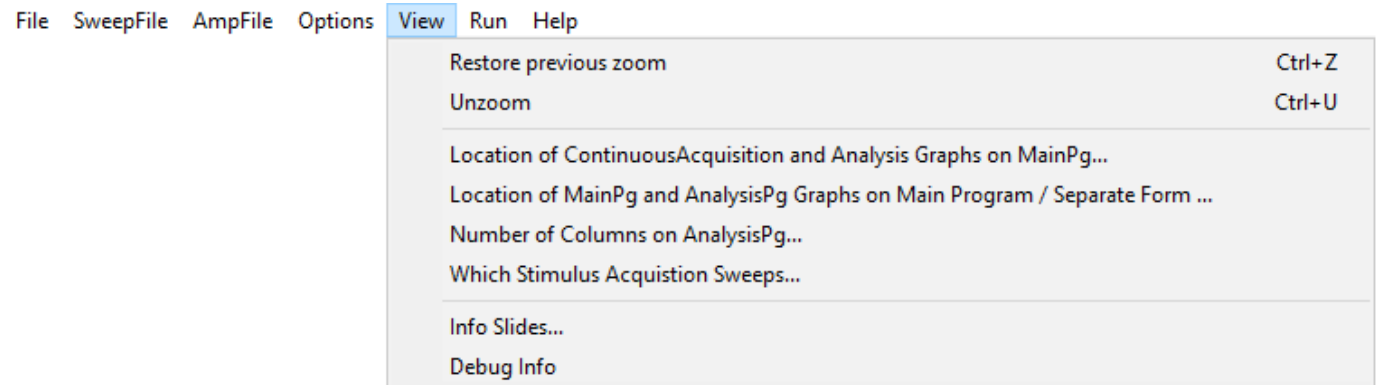 File SweepFile AmpFile Options View Run Help
Restore previous zoom Ctrl+Z
Unzoom Ctrl+U
Location of ContinuousAcquisition and Analysis Graphs on MainPg...
Location of MainPg and AnalysisPg Graphs on Main Program / Separate Form ...
Number of Columns on AnalysisPg...
Which Stimulus Acquistion Sweeps...
Info Slides...
Debug Info